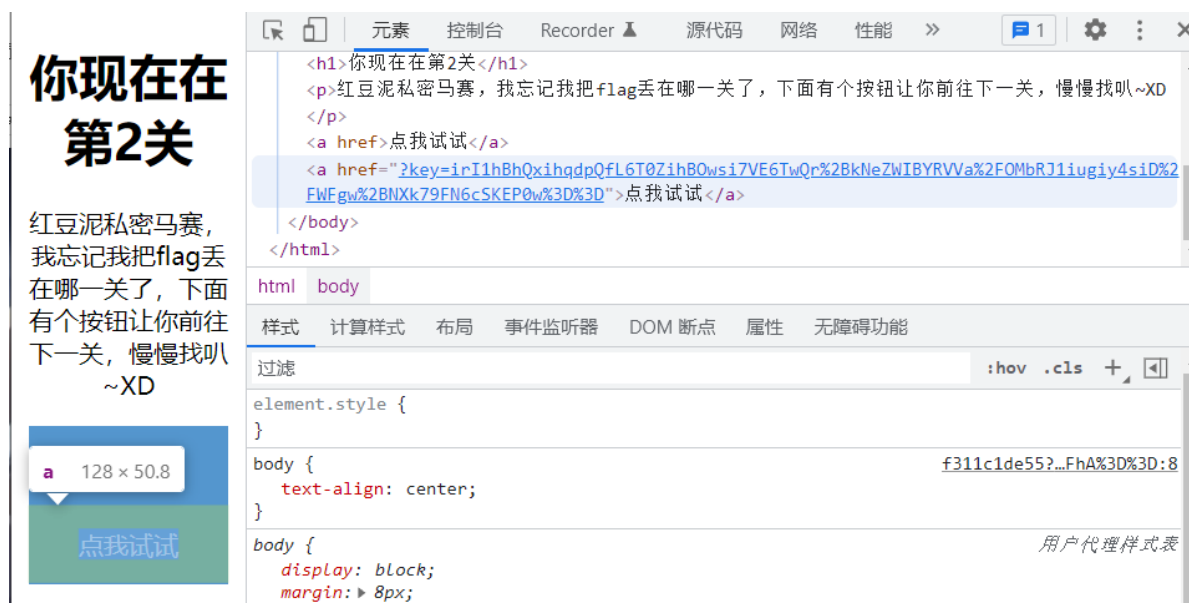 你现在在
第2关
红豆泥私密马赛，
我忘记我把flag丢
在哪一关了，下面
有个按钮让你前往
下一关，慢慢找叭
~XD
a 128 × 50.8
点我试试
元素 控制台 Recorder 源代码 网络 性能 » 1
<h1>你现在在第2关</h1>
<p>红豆泥私密马赛，我忘记我把flag丢在哪一关了，下面有个按钮让你前往下一关，慢慢找叭~XD
</p>
<a href>点我试试</a>
<a href="?key=irI1hBhQxihqdpQfL6T0ZihBOwsi7VE6TwQr%2BkNeZWIBYRVVa%2FOMbRJ1iugiy4siD%2
FWFgw%2BNXk79FN6cSKEP0w%3D%3D">点我试试</a>
</body>
</html>
html body
样式 计算样式 布局 事件监听器 DOM 断点 属性 无障碍功能
过滤 :hov .cls
element.style {
}
body { f311c1de55?…FhA%3D%3D:8
text-align: center;
}
body { 用户代理样式表
display: block;
margin: 8px;